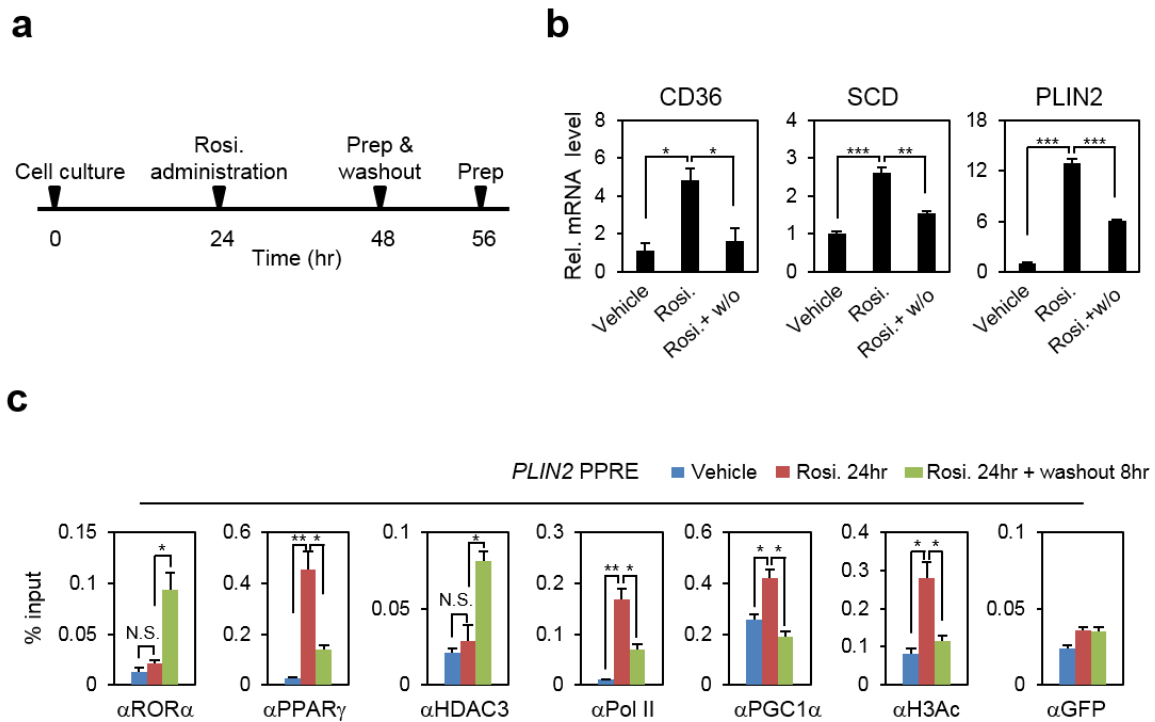 a
Cell culture
Rosi.
administration
Prep &
washout
Prep
0
24
48
56
Time (hr)
b
CD36
SCD
PLIN2
Rel. mRNA level
8
6
4
2
0
* *
Vehicle
Rosi.
Rosi.+ w/o
4
3
2
1
0
*** **
Vehicle
Rosi.
Rosi.+ w/o
18
12
6
0
*** ***
Vehicle
Rosi.
Rosi.+w/o
c
PLIN2 PPRE
Vehicle
Rosi. 24hr
Rosi. 24hr + washout 8hr
% input
0.15
0.1
0.05
0
N.S.
*
αRORα
0.6
0.4
0.2
0
** *
αPPARγ
0.1
0.05
0
N.S.
*
αHDAC3
0.3
0.2
0.1
0
** *
αPol II
0.6
0.4
0.2
0
* *
αPGC1α
0.4
0.3
0.2
0.1
0
* *
αH3Ac
0.1
0.05
0
αGFP